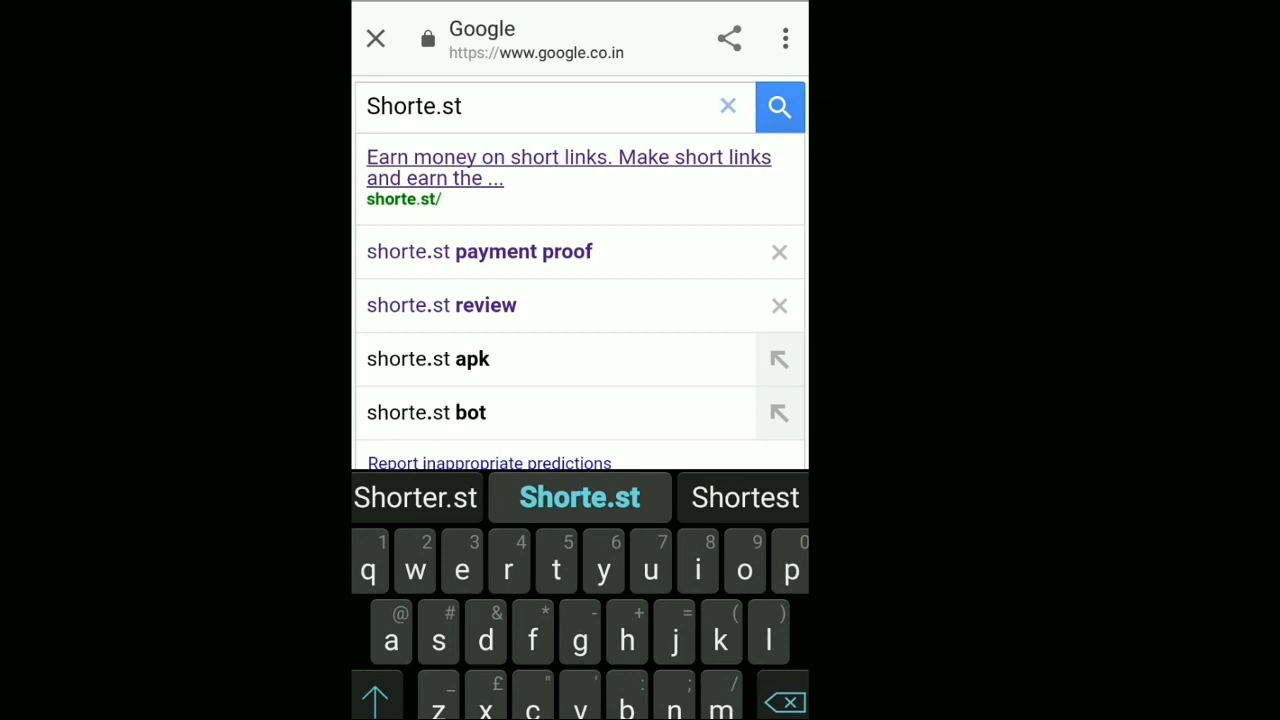 Google
https://www.google.co.in
Shorte.st
Earn money on short links. Make short links
and earn the ...
shorte.st/
shorte.st payment proof
shorte.st review
shorte.st apk
shorte.st bot
Report inappropriate predictions
Shorter.st Shorte.st Shortest
1 2 3 4 5 6 7 8 9 0
q w e r t y u i o p
@ # & * - + = ( )
a s d f g h j k l
_ £ " ' : ; /
z x c v b n m